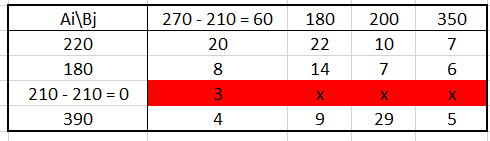 Ai\Bj 270 - 210 = 60 180 200 350
220 20 22 10 7
180 8 14 7 6
210 - 210 = 0 3 x x x
390 4 9 29 5